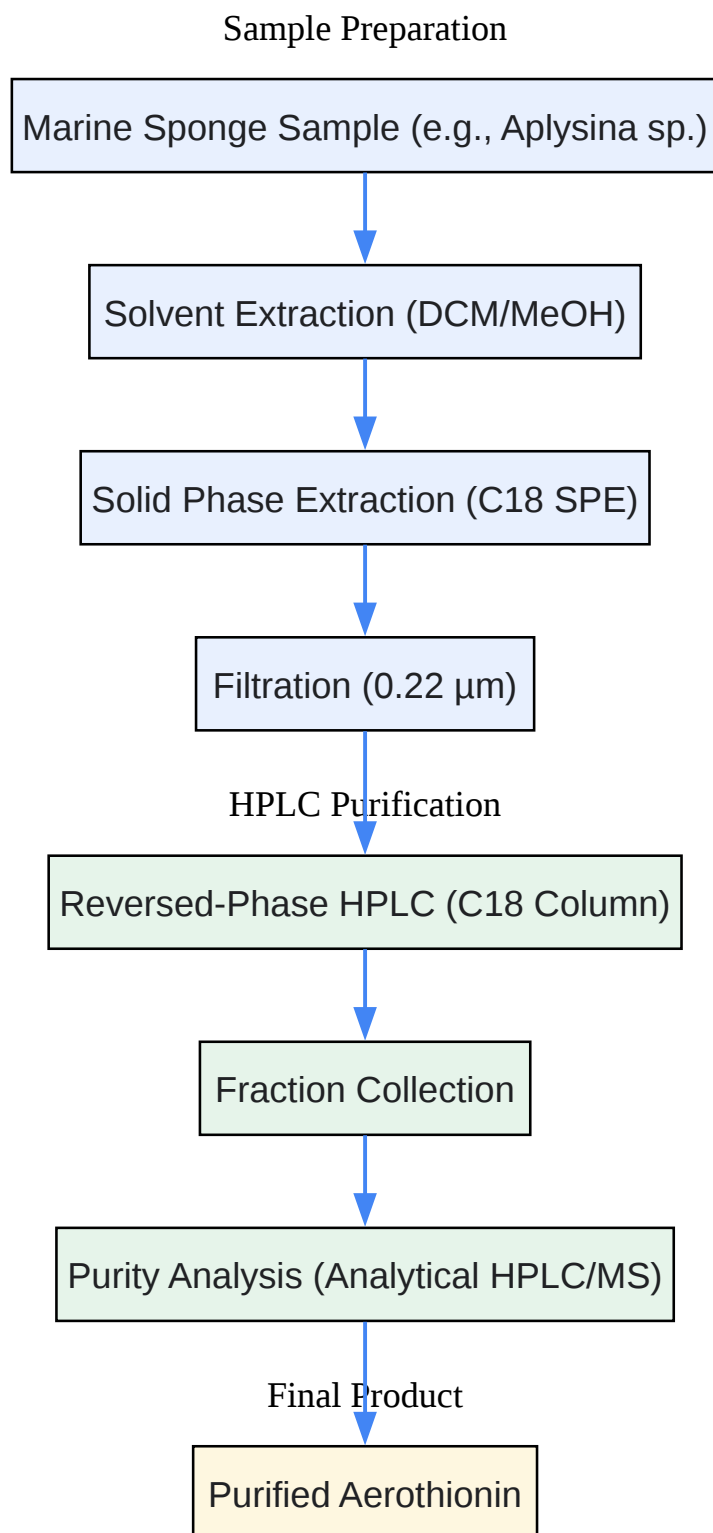 Sample Preparation
Marine Sponge Sample (e.g., Aplysina sp.)
Solvent Extraction (DCM/MeOH)
Solid Phase Extraction (C18 SPE)
Filtration (0.22 µm)
HPLC Purification
Reversed-Phase HPLC (C18 Column)
Fraction Collection
Purity Analysis (Analytical HPLC/MS)
Final Product
Purified Aerothionin